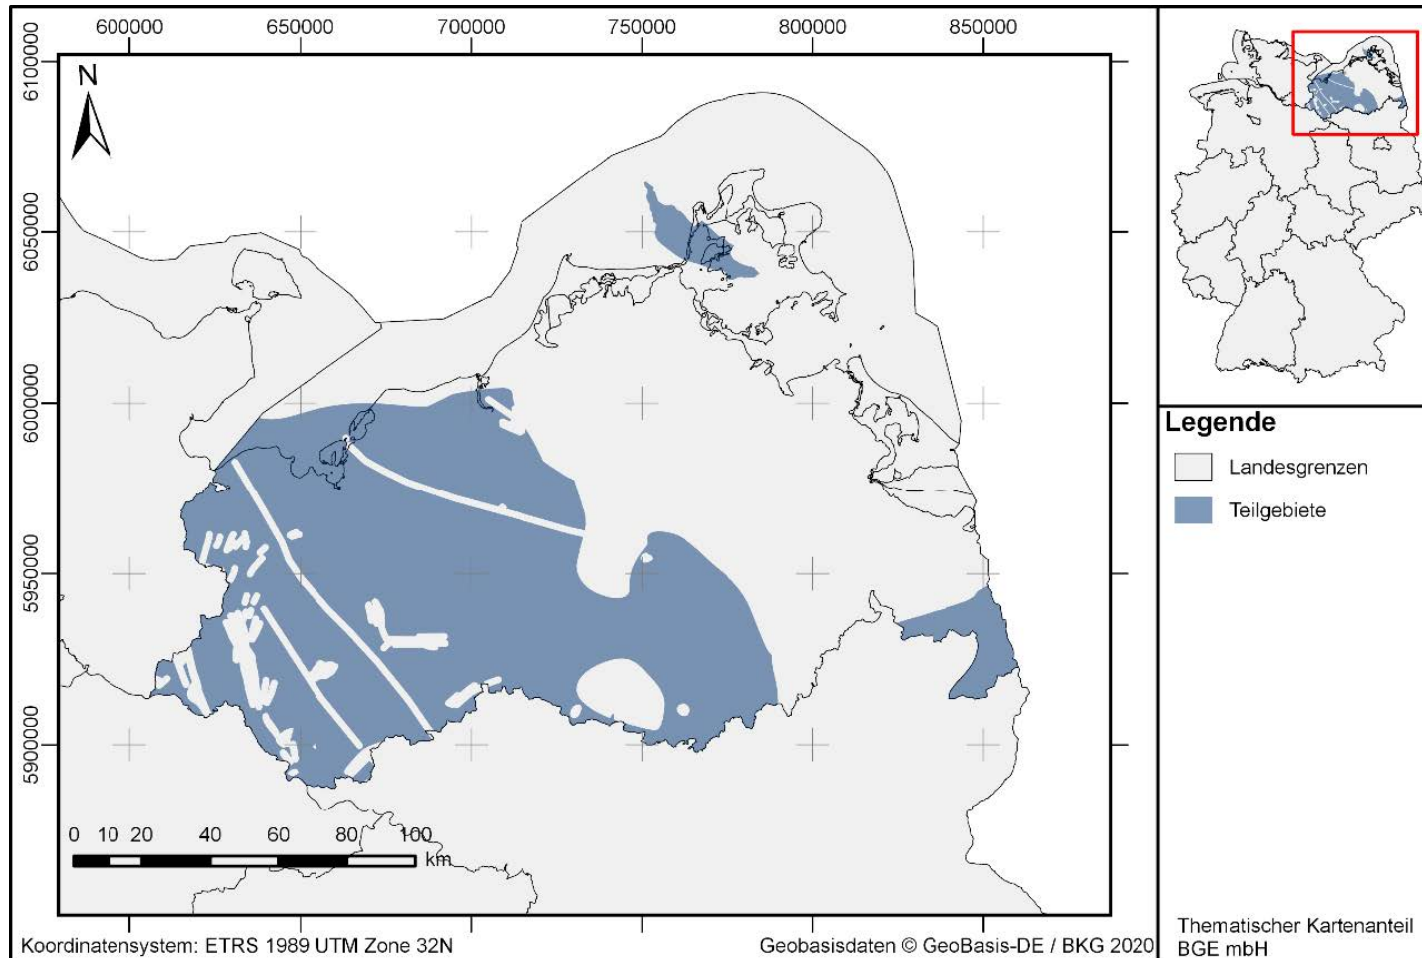 600000 650000 700000 750000 800000 850000
6100000
6050000
6000000
5950000
5900000
N
0 10 20 40 60 80 100
km
Koordinatensystem: ETRS 1989 UTM Zone 32N
Geobasisdaten © GeoBasis-DE / BKG 2020
Legende
Landesgrenzen
Teilgebiete
Thematischer Kartenanteil
BGE mbH